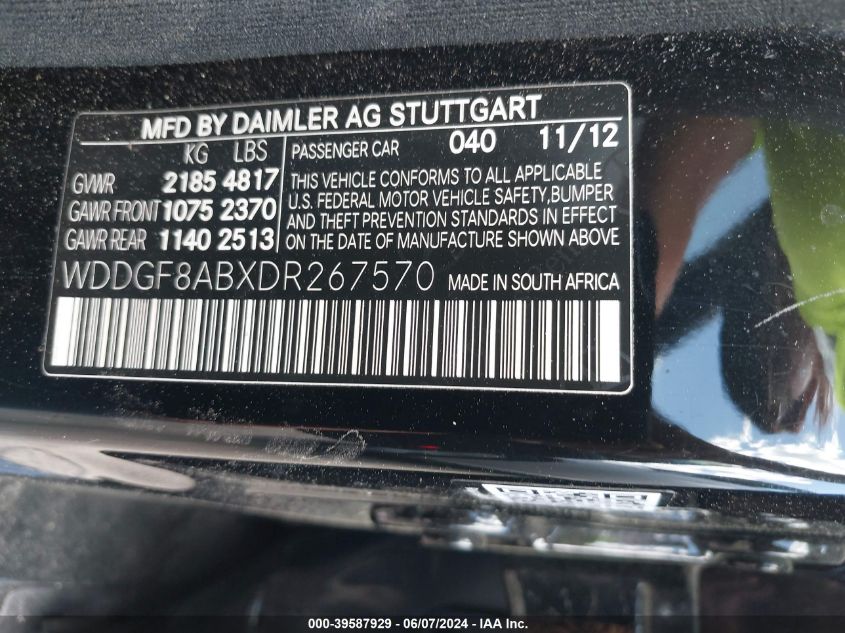 MFD BY DAIMLER AG STUTTGART
KG LBS
GVWR 2185 4817
GAWR FRONT 1075 2370
GAWR REAR 1140 2513
PASSENGER CAR 040 11/12
THIS VEHICLE CONFORMS TO ALL APPLICABLE
U.S. FEDERAL MOTOR VEHICLE SAFETY, BUMPER
AND THEFT PREVENTION STANDARDS IN EFFECT
ON THE DATE OF MANUFACTURE SHOWN ABOVE
WDDGF8ABXDR267570 MADE IN SOUTH AFRICA
000-39587929 - 06/07/2024 - IAA Inc.